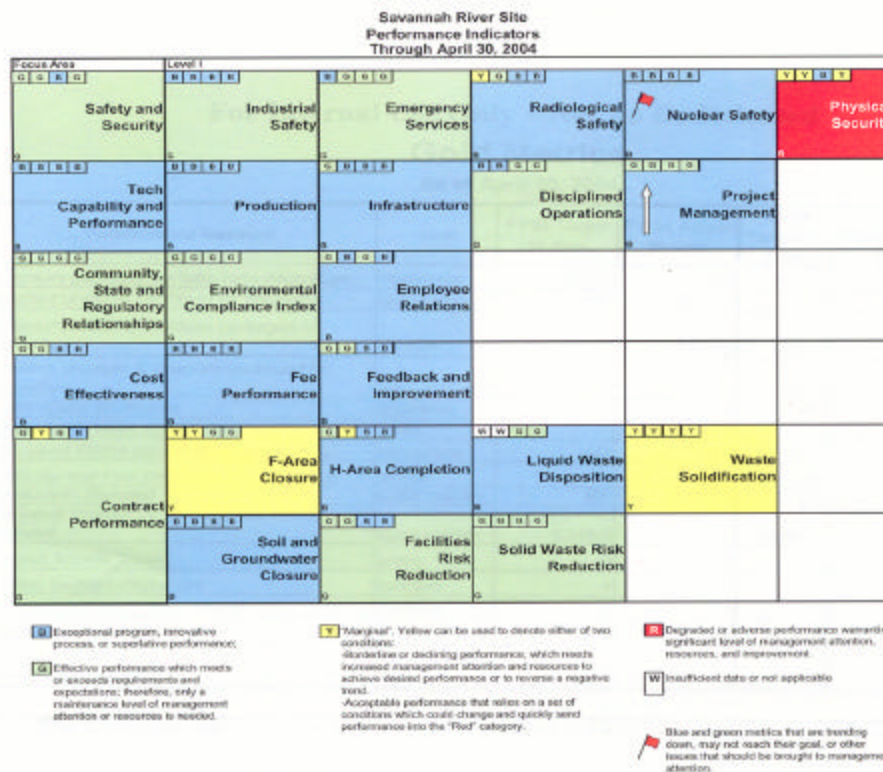 Savannah River Site
Performance Indicators
Through April 30, 2004
Focus Area Level I
G G B G
Safety and
Security
G
B B B B
Industrial
Safety
G
B G G G
Emergency
Services
G
Y G B B
Radiological
Safety
B
B B B B
Nuclear Safety
B
Y Y Y
Physica
Securit
R
B B B B
Tech
Capability and
Performance
B
B B B B
Production
B
G B B B
Infrastructure
B
B B G G
Disciplined
Operations
G
G G G G
Project
Management
B
G G G G
Community,
State and
Regulatory
Relationships
G
G G G G
Environmental
Compliance Index
G
G B G B
Employee
Relations
B
G G B B
Cost
Effectiveness
B
B B B B
Fee
Performance
B
G G B B
Feedback and
Improvement
B
G Y G B
Contract
Performance
G
Y Y G G
F-Area
Closure
Y
G Y B B
H-Area Completion
B
W W G G
Liquid Waste
Disposition
B
Y Y Y Y
Waste
Solidification
Y
B B B B
Soil and
Groundwater
Closure
B
G G B B
Facilities
Risk
Reduction
G
G G G G
Solid Waste Risk
Reduction
G
B Exceptional program, innovative
process, or superlative performance;
G Effective performance which meets
or exceeds requirements and
expectations; therefore, only a
maintenance level of management
attention or resources is needed.
Y "Marginal". Yellow can be used to denote either of two
conditions:
-Borderline or declining performance, which needs
increased management attention and resources to
achieve desired performance or to reverse a negative
trend.
-Acceptable performance that relies on a set of
conditions which could change and quickly send
performance into the "Red" category.
R Degraded or adverse performance warranti
significant level of management attention,
resources, and improvement.
W Insufficient data or not applicable
Blue and green metrics that are trending
down, may not reach their goal, or other
issues that should be brought to manageme
attention.